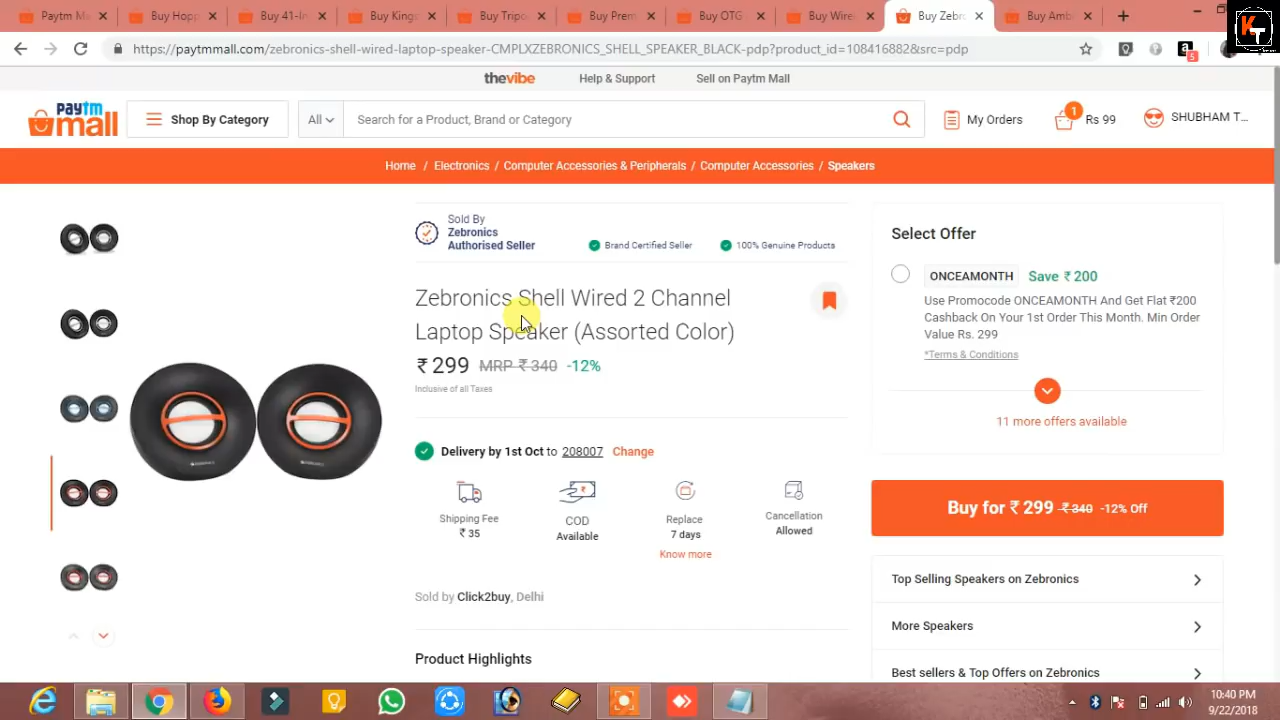 Paytm Ma
Buy Hopp
Buy 41-In
Buy Kings
Buy Tripo
Buy Prem
Buy OTG
Buy Wire
Buy Zebro
Buy Ambi
KT
https://paytmmall.com/zebronics-shell-wired-laptop-speaker-CMPLXZEBRONICS_SHELL_SPEAKER_BLACK-pdp?product_id=108416882&src=pdp
5
thevibe
Help & Support
Sell on Paytm Mall
paytm
mall
Shop By Category
All
Search for a Product, Brand or Category
My Orders
1
Rs 99
SHUBHAM T...
Home / Electronics / Computer Accessories & Peripherals / Computer Accessories / Speakers
Sold By
Zebronics
Authorised Seller
Brand Certified Seller
100% Genuine Products
Zebronics Shell Wired 2 Channel
Laptop Speaker (Assorted Color)
₹ 299 MRP ₹ 340 -12%
Inclusive of all Taxes
Delivery by 1st Oct to 208007 Change
Shipping Fee
₹ 35
COD
Available
Replace
7 days
Know more
Cancellation
Allowed
Sold by Click2buy, Delhi
Product Highlights
Select Offer
ONCEAMONTH Save ₹ 200
Use Promocode ONCEAMONTH And Get Flat ₹200
Cashback On Your 1st Order This Month. Min Order
Value Rs. 299
*Terms & Conditions
11 more offers available
Buy for ₹ 299 ₹ 340 -12% Off
Top Selling Speakers on Zebronics
More Speakers
Best sellers & Top Offers on Zebronics
10:40 PM
9/22/2018